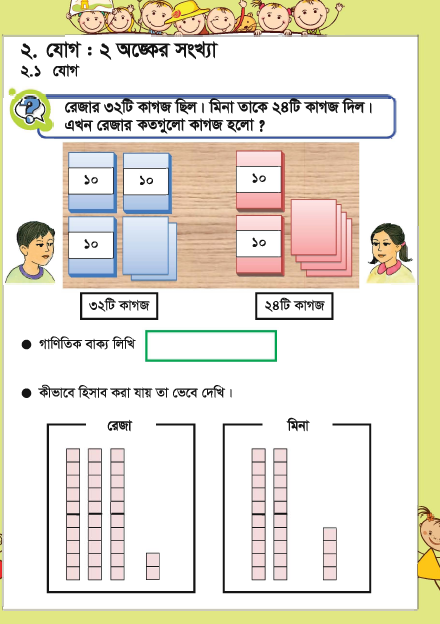 ২. যোগ : ২ অঙ্কের সংখ্যা
২.১ যোগ
রেজার ৩২টি কাগজ ছিল। মিনা তাকে ২৪টি কাগজ দিল।
এখন রেজার কতগুলো কাগজ হলো ?
১০ ১০ ১০
১০ ১০
৩২টি কাগজ ২৪টি কাগজ
● গাণিতিক বাক্য লিখি
● কীভাবে হিসাব করা যায় তা ভেবে দেখি।
রেজা মিনা